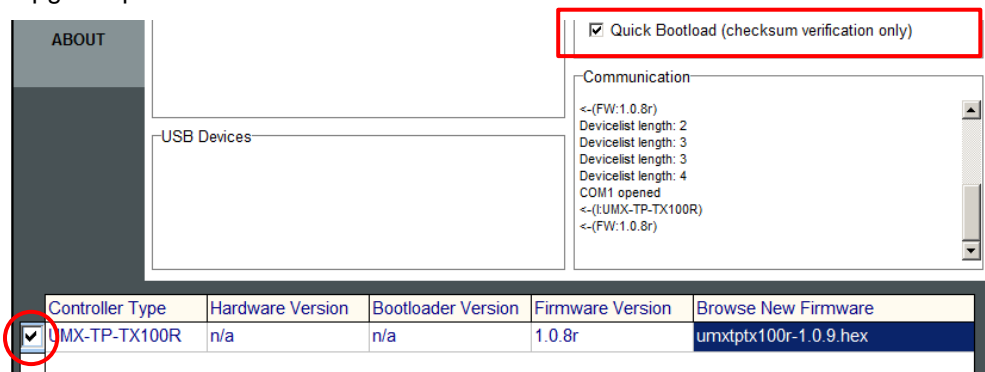 ABOUT
Quick Bootload (checksum verification only)
Communication
<-(FW:1.0.8r)
Devicelist length: 2
Devicelist length: 3
Devicelist length: 3
Devicelist length: 4
COM1 opened
<-(I:UMX-TP-TX100R)
<-(FW:1.0.8r)
USB Devices
Controller Type Hardware Version Bootloader Version Firmware Version Browse New Firmware
UMX-TP-TX100R n/a n/a 1.0.8r umxtptx100r-1.0.9.hex